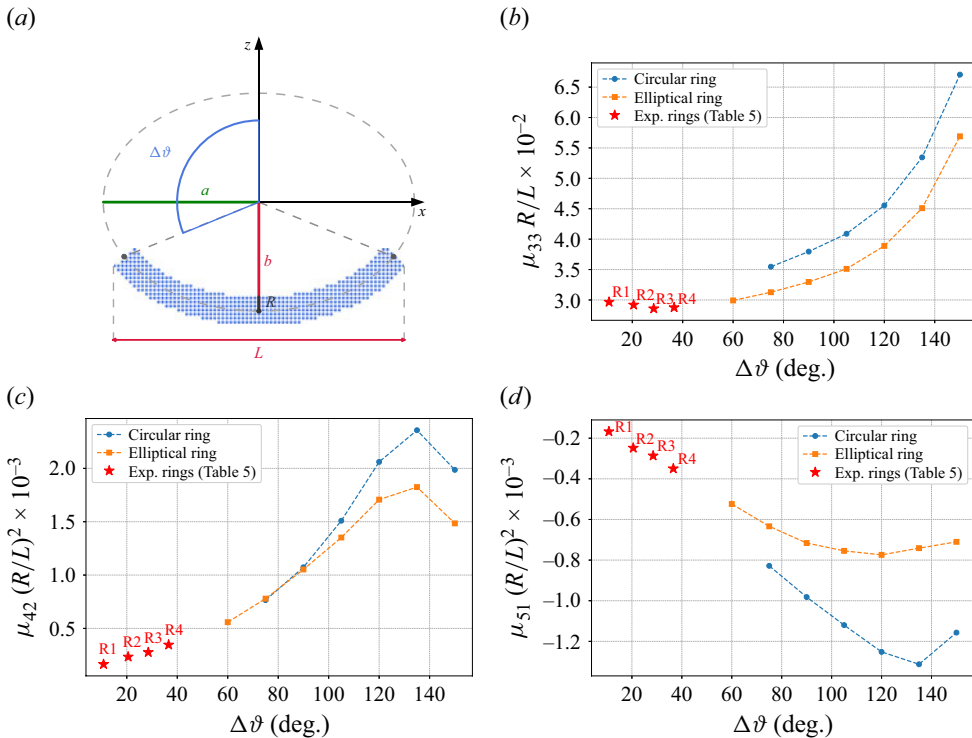 (a)
z
Δϑ
a
x
b
R
L
(b)
μ33 R/L × 10−2
6.5
6.0
5.5
5.0
4.5
4.0
3.5
3.0
Circular ring
Elliptical ring
Exp. rings (Table 5)
R1 R2 R3 R4
20 40 60 80 100 120 140
Δϑ (deg.)
(c)
μ42 (R/L)2 × 10−3
2.0
1.5
1.0
0.5
Circular ring
Elliptical ring
Exp. rings (Table 5)
R1 R2 R3 R4
20 40 60 80 100 120 140
Δϑ (deg.)
(d)
μ51 (R/L)2 × 10−3
−0.2
−0.4
−0.6
−0.8
−1.0
−1.2
Circular ring
Elliptical ring
Exp. rings (Table 5)
R1
R2
R3
R4
20 40 60 80 100 120 140
Δϑ (deg.)